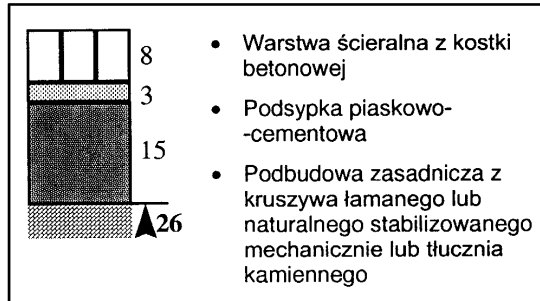 8
3
15
26
• Warstwa ścieralna z kostki
betonowej
• Podsypka piaskowo-
-cementowa
• Podbudowa zasadnicza z
kruszywa łamanego lub
naturalnego stabilizowanego
mechanicznie lub tłucznia
kamiennego